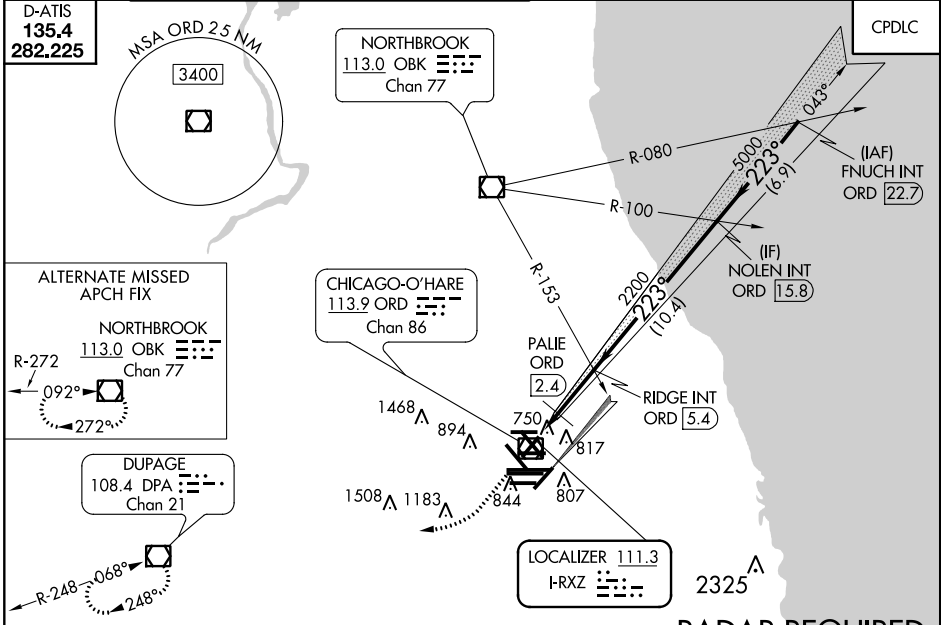 D-ATIS
135.4
282.225
MSA ORD 25 NM
3400
NORTHBROOK
113.0 OBK
Chan 77
CPDLC
043°
5000
223°
(6.9)
(IAF)
FNUCH INT
ORD 22.7
R-080
R-100
R-153
(IF)
NOLEN INT
ORD 15.8
2200
223°
(10.4)
ALTERNATE MISSED
APCH FIX
NORTHBROOK
113.0 OBK
Chan 77
R-272
092°
272°
CHICAGO-O'HARE
113.9 ORD
Chan 86
PALIE
ORD
2.4
RIDGE INT
ORD 5.4
1468
894
750
817
DUPAGE
108.4 DPA
Chan 21
1508
1183
844
807
R-248
068°
248°
LOCALIZER 111.3
I-RXZ
2325
RADAR REQUIRED